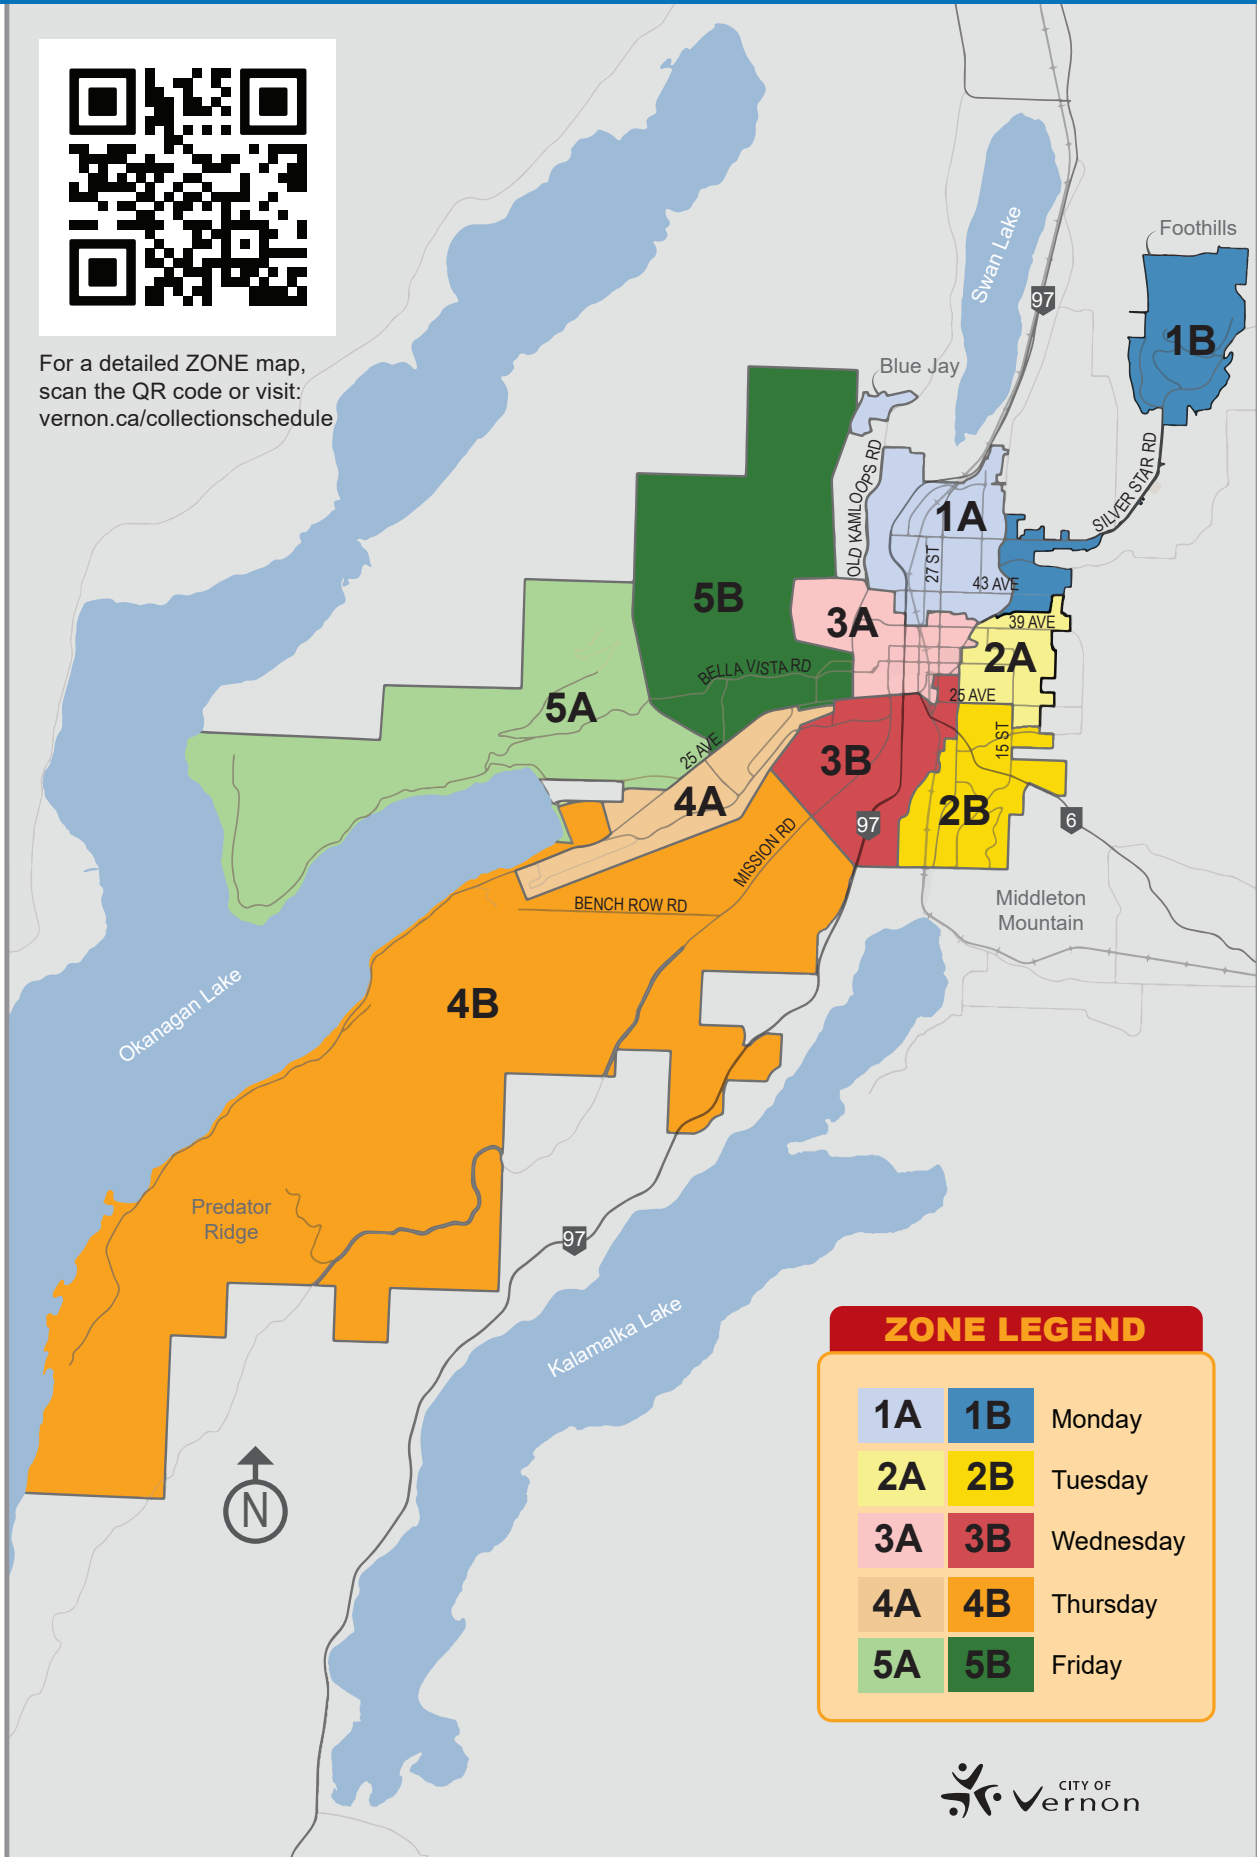 For a detailed ZONE map,
scan the QR code or visit:
vernon.ca/collectionschedule
Foothills
Swan Lake
97
1B
Blue Jay
OLD KAMLOOPS RD
SILVER STAR RD
1A
27 ST
43 AVE
5B
3A
39 AVE
2A
BELLA VISTA RD
25 AVE
5A
25 AVE
15 ST
3B
4A
2B
97
6
MISSION RD
BENCH ROW RD
Middleton
Mountain
4B
Okanagan Lake
Predator
Ridge
97
Kalamalka Lake
N
ZONE LEGEND
1A 1B Monday
2A 2B Tuesday
3A 3B Wednesday
4A 4B Thursday
5A 5B Friday
CITY OF
Vernon